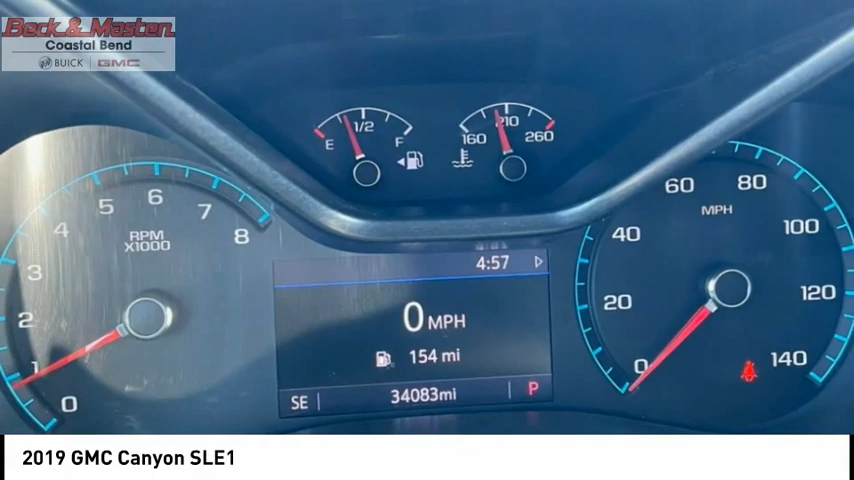 Beck & Masten
Coastal Bend
BUICK | GMC
1/2
E F
160 210 260
0 1 2 3 4 5 6 7 8
RPM
X1000
0 20 40 60 80 100 120 140
MPH
4:57
0 MPH
154 mi
SE 34083mi P
2019 GMC Canyon SLE1